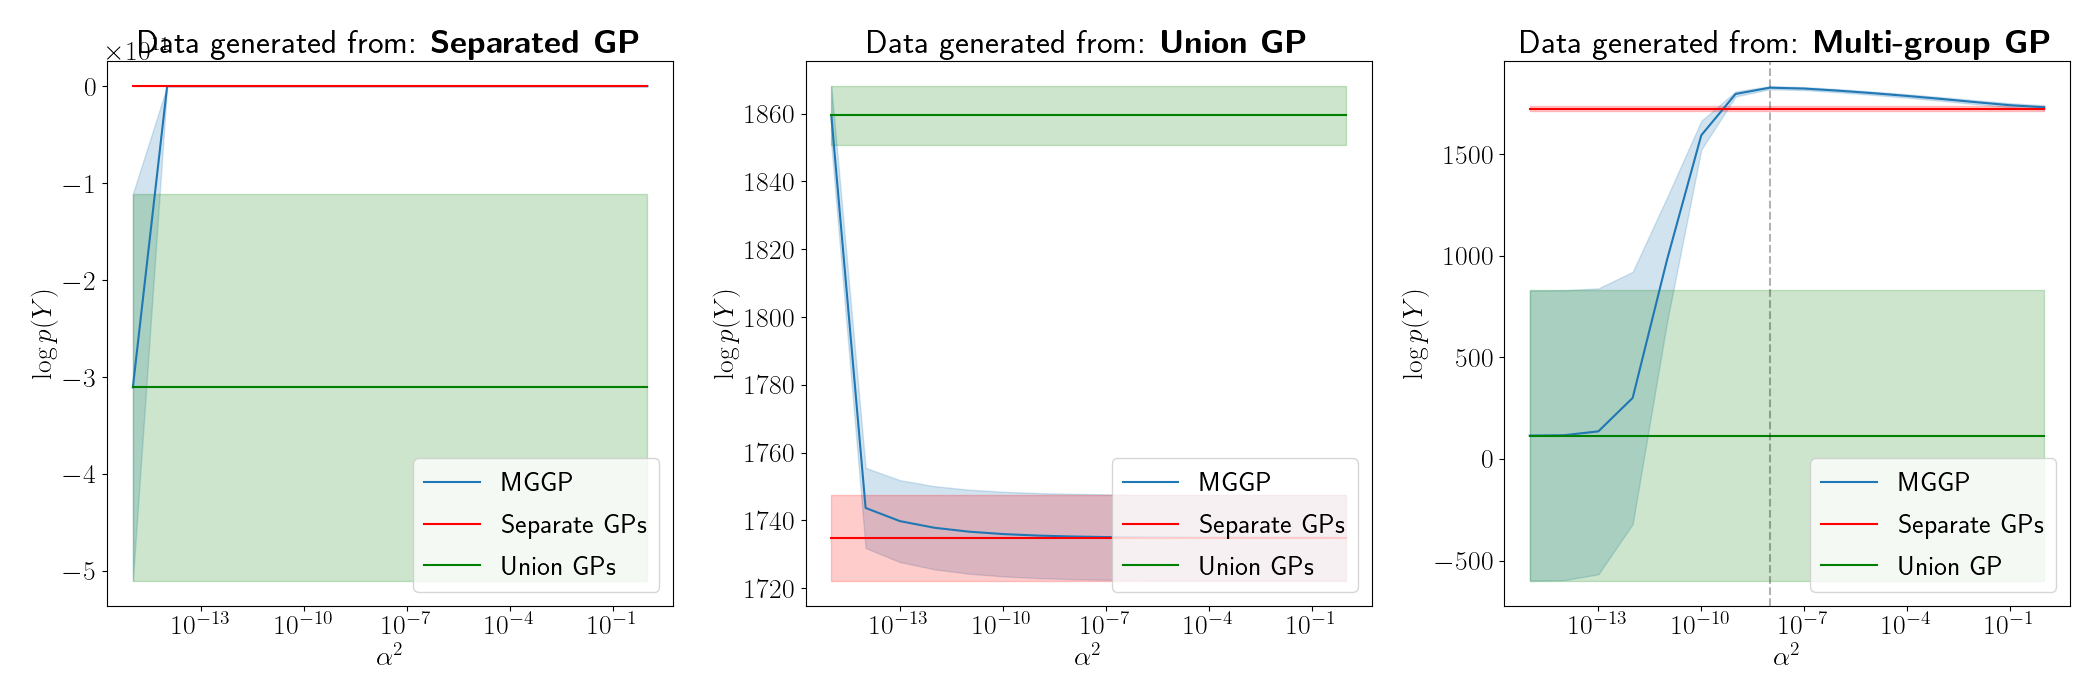 Data generated from: Separated GP
0
−1
−2
−3
−4
−5
log p(Y)
10⁻¹³ 10⁻¹⁰ 10⁻⁷ 10⁻⁴ 10⁻¹
α²
MGGP
Separate GPs
Union GPs
Data generated from: Union GP
1860
1840
1820
1800
1780
1760
1740
1720
log p(Y)
10⁻¹³ 10⁻¹⁰ 10⁻⁷ 10⁻⁴ 10⁻¹
α²
MGGP
Separate GPs
Union GPs
Data generated from: Multi-group GP
1500
1000
500
0
−500
log p(Y)
10⁻¹³ 10⁻¹⁰ 10⁻⁷ 10⁻⁴ 10⁻¹
α²
MGGP
Separate GPs
Union GP